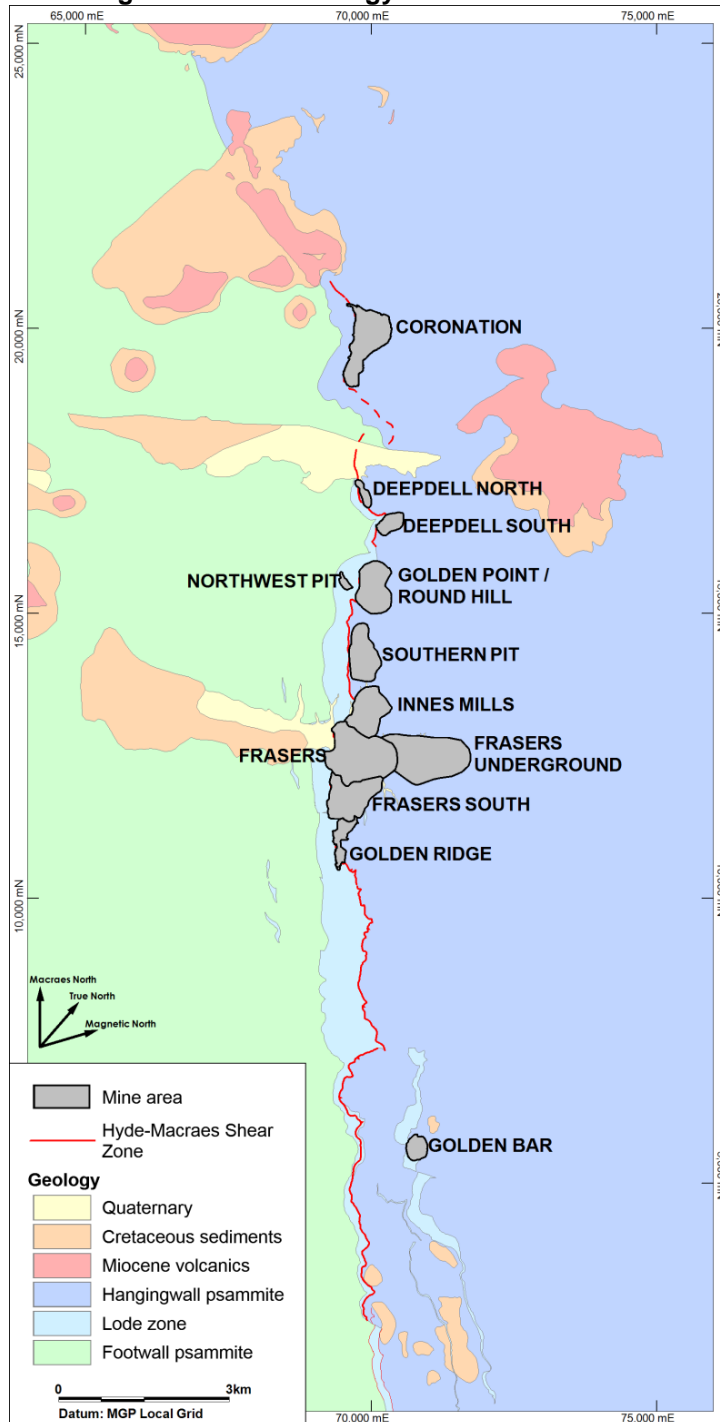 65,000 mE
70,000 mE
75,000 mE
25,000 mN
20,000 mN
CORONATION
DEEPDELL NORTH
DEEPDELL SOUTH
NORTHWEST PIT
GOLDEN POINT /
ROUND HILL
15,000 mN
SOUTHERN PIT
INNES MILLS
FRASERS
FRASERS
UNDERGROUND
FRASERS SOUTH
GOLDEN RIDGE
10,000 mN
Macraes North
True North
Magnetic North
GOLDEN BAR
Mine area
Hyde-Macraes Shear
Zone
Geology
Quaternary
Cretaceous sediments
Miocene volcanics
Hangingwall psammite
Lode zone
Footwall psammite
0
3km
Datum: MGP Local Grid
70,000 mE
75,000 mE